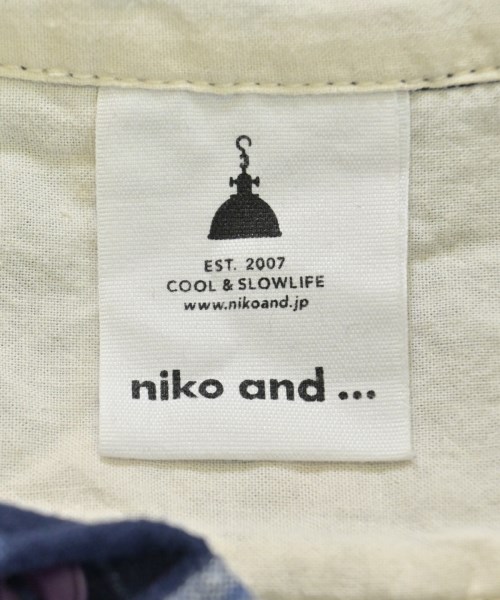 EST. 2007
COOL & SLOWLIFE
www.nikoand.jp
niko and ...